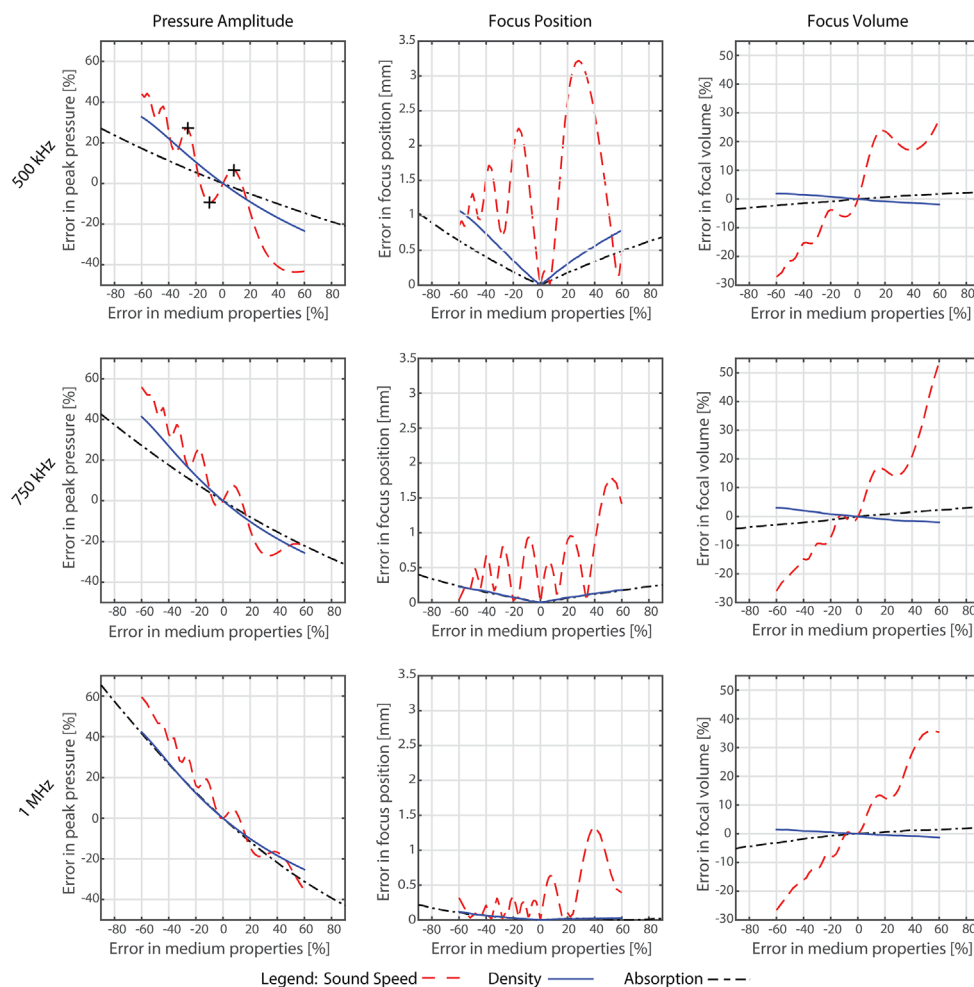 Pressure Amplitude Focus Position Focus Volume
500 kHz
Error in peak pressure [%]
60
40
20
0
-20
-40
-80 -60 -40 -20 0 20 40 60 80
Error in medium properties [%]
Error in focus position [mm]
3.5
3
2.5
2
1.5
1
0.5
0
-80 -60 -40 -20 0 20 40 60 80
Error in medium properties [%]
Error in focal volume [%]
50
40
30
20
10
0
-10
-20
-30
-80 -60 -40 -20 0 20 40 60 80
Error in medium properties [%]
750 kHz
Error in peak pressure [%]
60
40
20
0
-20
-40
-80 -60 -40 -20 0 20 40 60 80
Error in medium properties [%]
Error in focus position [mm]
3.5
3
2.5
2
1.5
1
0.5
0
-80 -60 -40 -20 0 20 40 60 80
Error in medium properties [%]
Error in focal volume [%]
50
40
30
20
10
0
-10
-20
-30
-80 -60 -40 -20 0 20 40 60 80
Error in medium properties [%]
1 MHz
Error in peak pressure [%]
60
40
20
0
-20
-40
-80 -60 -40 -20 0 20 40 60 80
Error in medium properties [%]
Error in focus position [mm]
3.5
3
2.5
2
1.5
1
0.5
0
-80 -60 -40 -20 0 20 40 60 80
Error in medium properties [%]
Error in focal volume [%]
50
40
30
20
10
0
-10
-20
-30
-80 -60 -40 -20 0 20 40 60 80
Error in medium properties [%]
Legend: Sound Speed Density Absorption